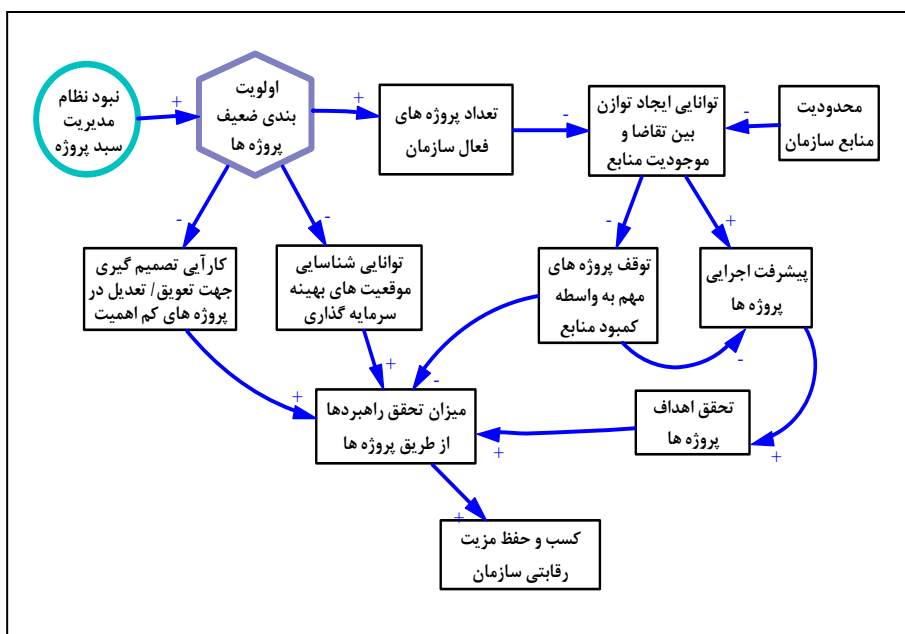 نبود نظام
مدیریت
سبد پروژه
+
اولویت
بندی ضعیف
پروژه ها
+
تعداد پروژه های
فعال سازمان
-
توانایی ایجاد توازن
بین تقاضا و
موجودیت منابع
-
محدودیت
منابع سازمان
-
-
-
+
کارآیی تصمیم گیری
جهت تعویق/ تعدیل در
پروژه های کم اهمیت
توانایی شناسایی
موقعیت های بهینه
سرمایه گذاری
توقف پروژه های
مهم به واسطه
کمبود منابع
پیشرفت اجرایی
پروژه ها
+
+
-
-
میزان تحقق راهبردها
از طریق پروژه ها
+
تحقق اهداف
پروژه ها
+
+
کسب و حفظ مزیت
رقابتی سازمان